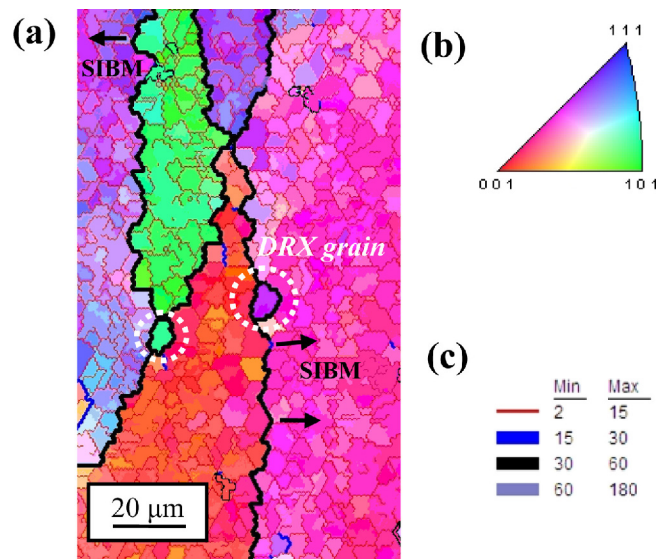 (a)
SIBM
DRX grain
SIBM
20 μm
(b)
1 1 1
0 0 1
1 0 1
(c)
Min Max
2 15
15 30
30 60
60 180